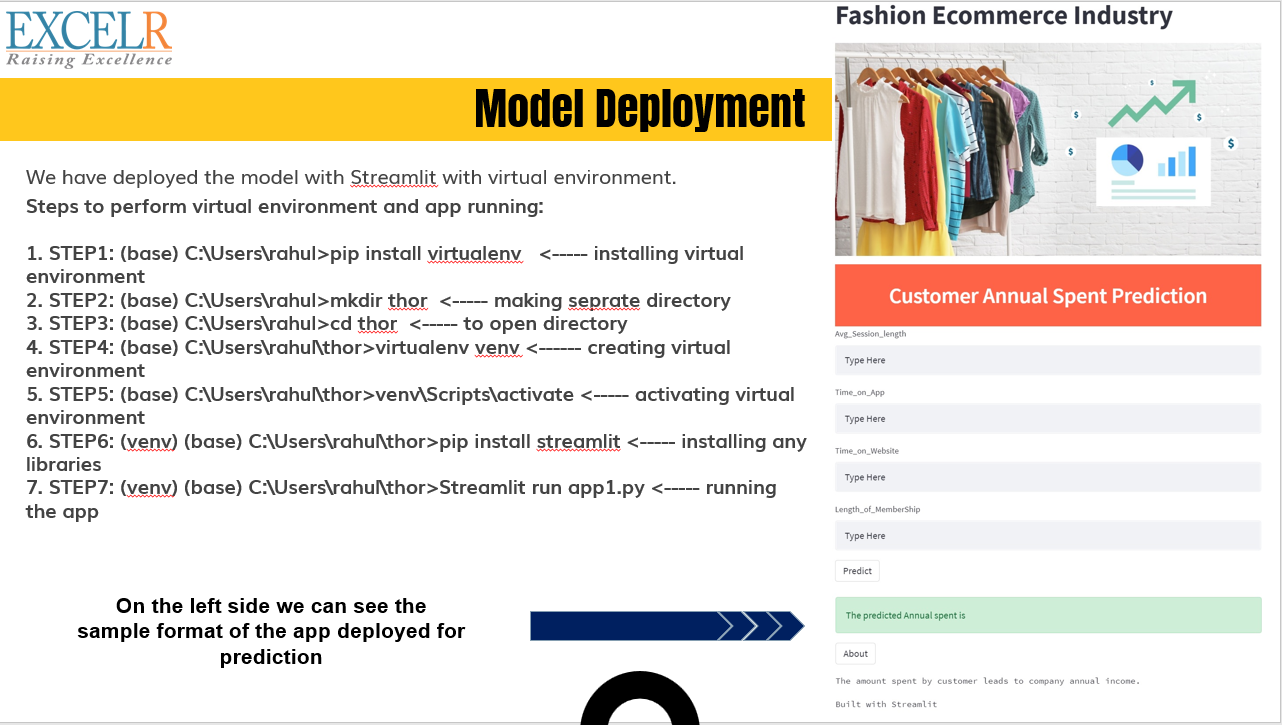 EXCELR
Raising Excellence
Model Deployment
We have deployed the model with Streamlit with virtual environment.
Steps to perform virtual environment and app running:
1. STEP1: (base) C:\Users\rahul>pip install virtualenv <----- installing virtual
environment
2. STEP2: (base) C:\Users\rahul>mkdir thor <----- making seprate directory
3. STEP3: (base) C:\Users\rahul>cd thor <----- to open directory
4. STEP4: (base) C:\Users\rahul\thor>virtualenv venv <------ creating virtual
environment
5. STEP5: (base) C:\Users\rahul\thor>venv\Scripts\activate <----- activating virtual
environment
6. STEP6: (venv) (base) C:\Users\rahul\thor>pip install streamlit <----- installing any
libraries
7. STEP7: (venv) (base) C:\Users\rahul\thor>Streamlit run app1.py <----- running
the app
On the left side we can see the
sample format of the app deployed for
prediction
Fashion Ecommerce Industry
$
$
$
$
$
Customer Annual Spent Prediction
Avg_Session_length
Type Here
Time_on_App
Type Here
Time_on_Website
Type Here
Length_of_MemberShip
Type Here
Predict
The predicted Annual spent is
About
The amount spent by customer leads to company annual income.
Built with Streamlit